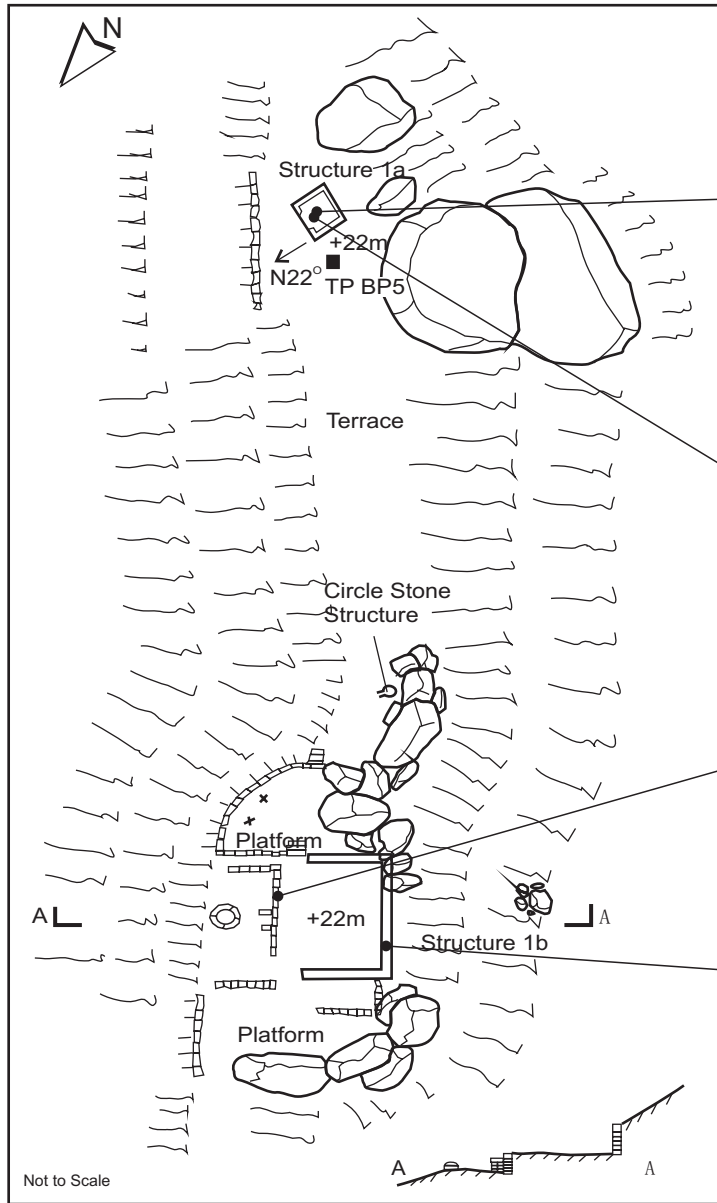 N
Structure 1a
+22m
N22°
TP BP5
Terrace
Circle Stone
Structure
Platform
A
+22m
A
Structure 1b
Platform
A
A
Not to Scale